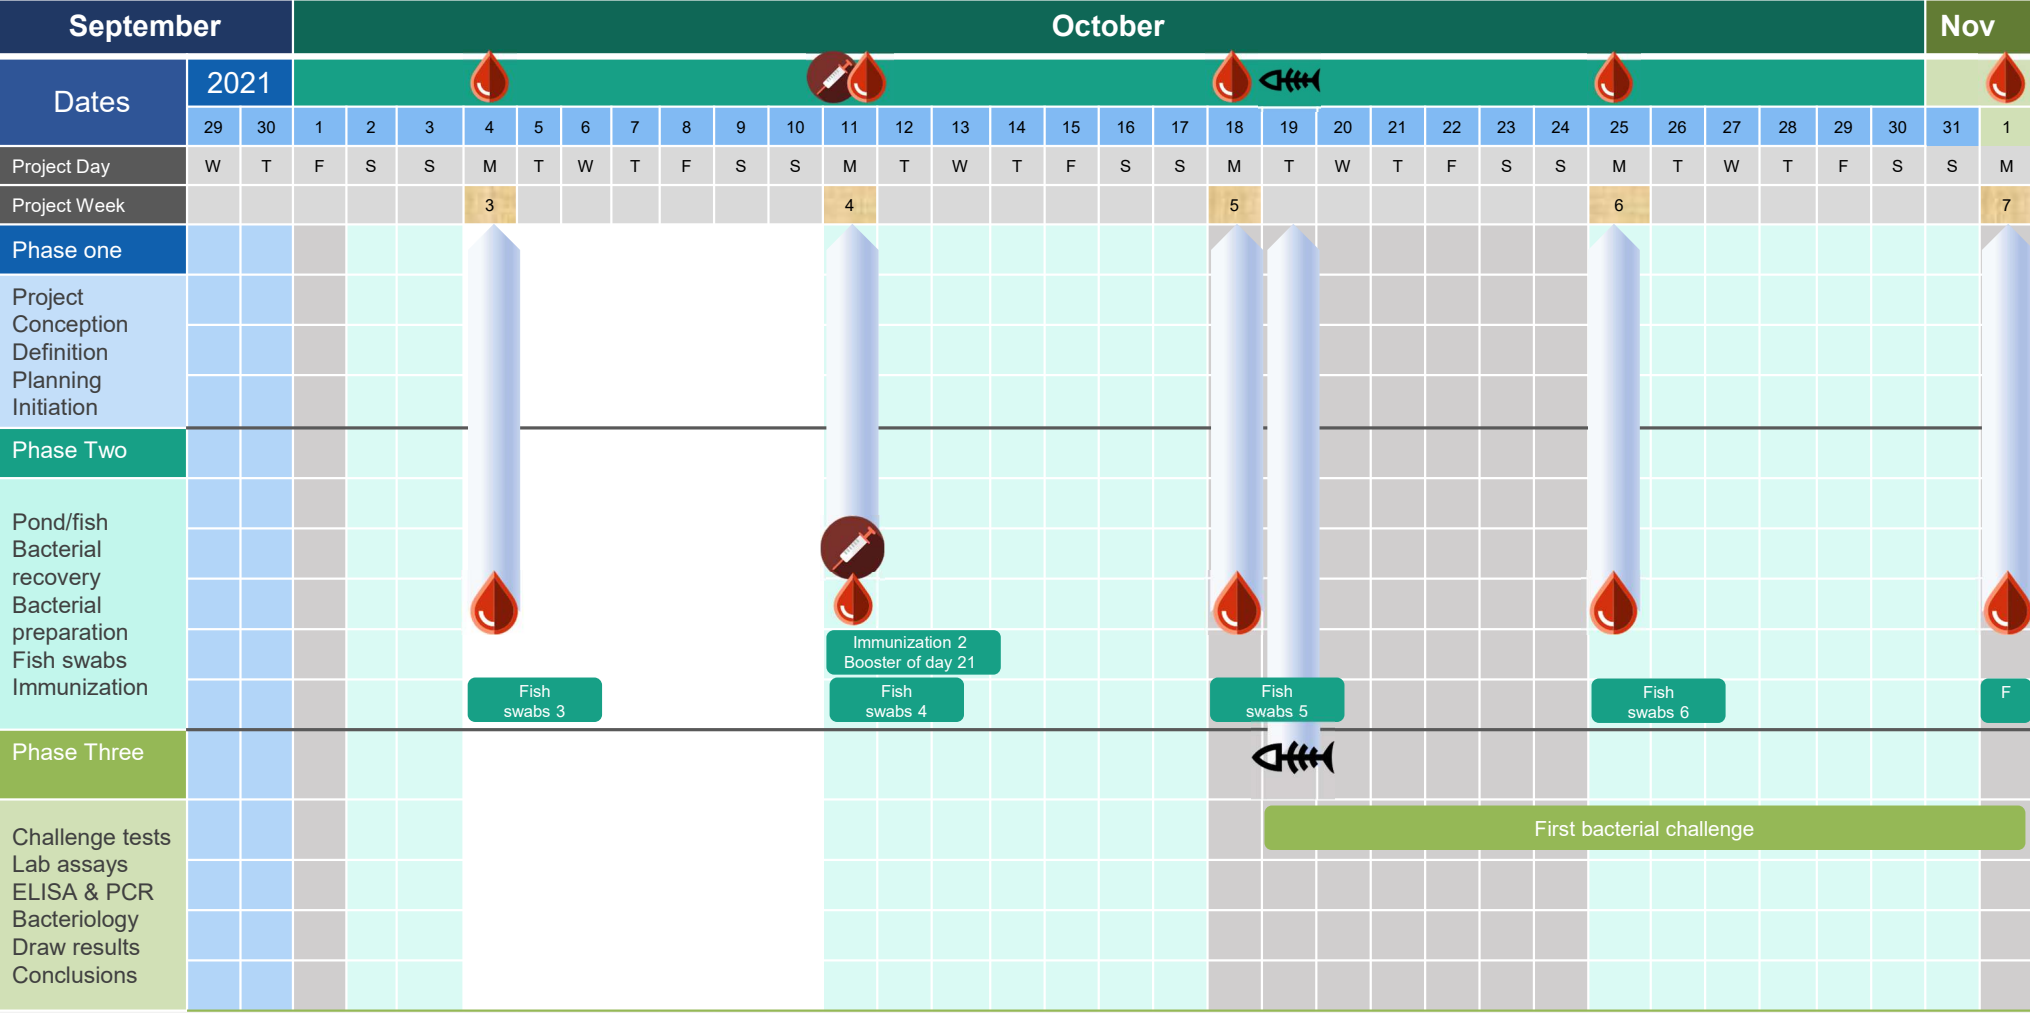 September
October
Nov
Dates
2021
29 30 1 2 3 4 5 6 7 8 9 10 11 12 13 14 15 16 17 18 19 20 21 22 23 24 25 26 27 28 29 30 31 1
Project Day W T F S S M T W T F S S M T W T F S S M T W T F S S M T W T F S S M
Project Week 3 4 5 6 7
Phase one
Project
Conception
Definition
Planning
Initiation
Phase Two
Pond/fish
Bacterial
recovery
Bacterial
preparation
Fish swabs
Immunization
Immunization 2
Booster of day 21
Fish
swabs 3
Fish
swabs 4
Fish
swabs 5
Fish
swabs 6
F
Phase Three
Challenge tests
Lab assays
ELISA & PCR
Bacteriology
Draw results
Conclusions
First bacterial challenge